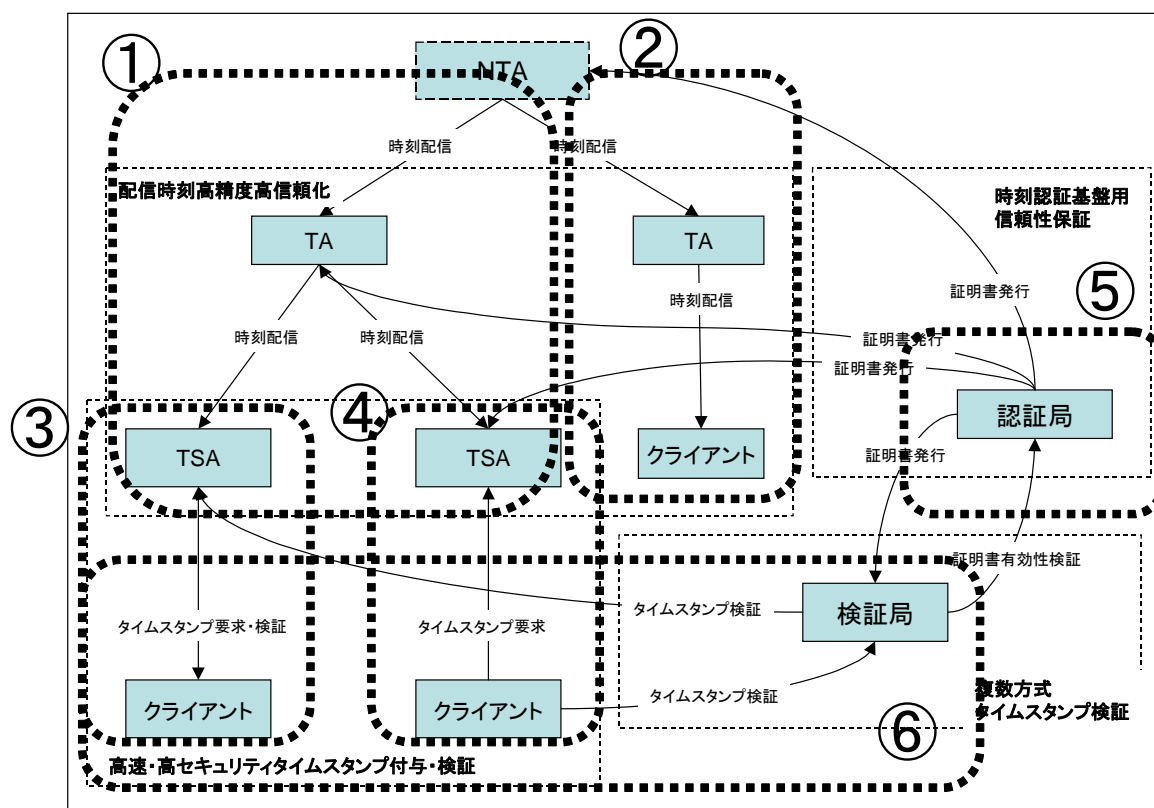 ①
②
NTA
時刻配信
時刻配信
配信時刻高精度高信頼化
時刻認証基盤用
信頼性保証
TA
TA
⑤
証明書発行
時刻配信
時刻配信
時刻配信
証明書発行
証明書発行
③
④
認証局
TSA
TSA
クライアント
証明書発行
証明書有効性検証
タイムスタンプ要求・検証
タイムスタンプ要求
タイムスタンプ検証
検証局
クライアント
クライアント
タイムスタンプ検証
複数方式
タイムスタンプ検証
⑥
高速・高セキュリティタイムスタンプ付与・検証